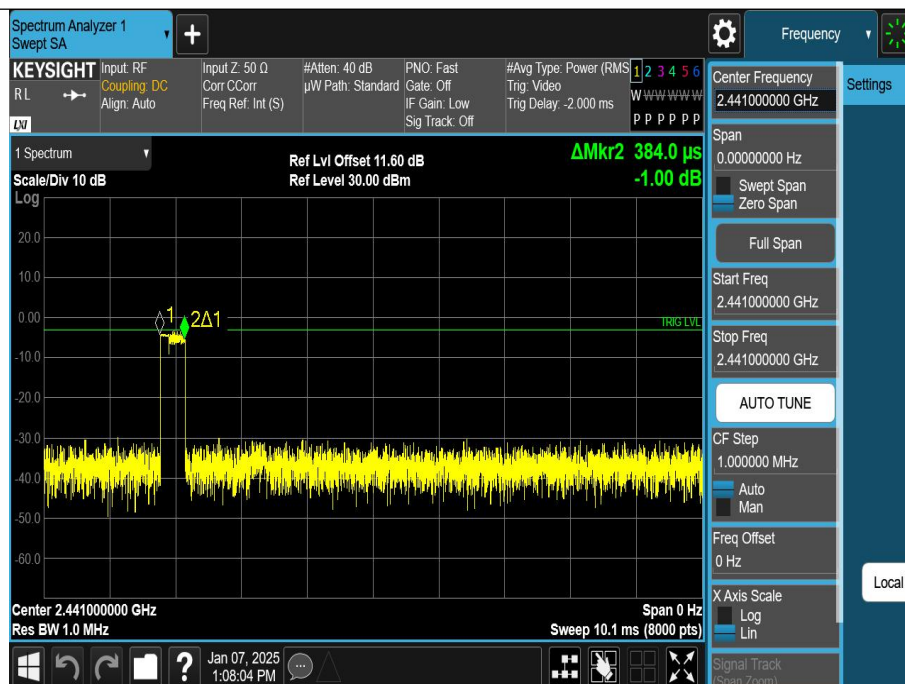 Spectrum Analyzer 1
Swept SA
+
Frequency
KEYSIGHT
RL
LXI
Input: RF
Coupling: DC
Align: Auto
Input Z: 50 Ω
Corr CCorr
Freq Ref: Int (S)
#Atten: 40 dB
µW Path: Standard
PNO: Fast
Gate: Off
IF Gain: Low
Sig Track: Off
#Avg Type: Power (RMS
Trig: Video
Trig Delay: -2.000 ms
1 2 3 4 5 6
W W W W W W
P P P P P P
1 Spectrum
Scale/Div 10 dB
Log
Ref Lvl Offset 11.60 dB
Ref Level 30.00 dBm
ΔMkr2 384.0 µs
-1.00 dB
20.0
10.0
0.00
-10.0
-20.0
-30.0
-40.0
-50.0
-60.0
1
2Δ1
TRIG LVL
Center 2.441000000 GHz
Res BW 1.0 MHz
Span 0 Hz
Sweep 10.1 ms (8000 pts)
Center Frequency
2.441000000 GHz
Span
0.00000000 Hz
Swept Span
Zero Span
Full Span
Start Freq
2.441000000 GHz
Stop Freq
2.441000000 GHz
AUTO TUNE
CF Step
1.000000 MHz
Auto
Man
Freq Offset
0 Hz
X Axis Scale
Log
Lin
Signal Track
(Span Zoom)
Settings
Local
?
Jan 07, 2025
1:08:04 PM